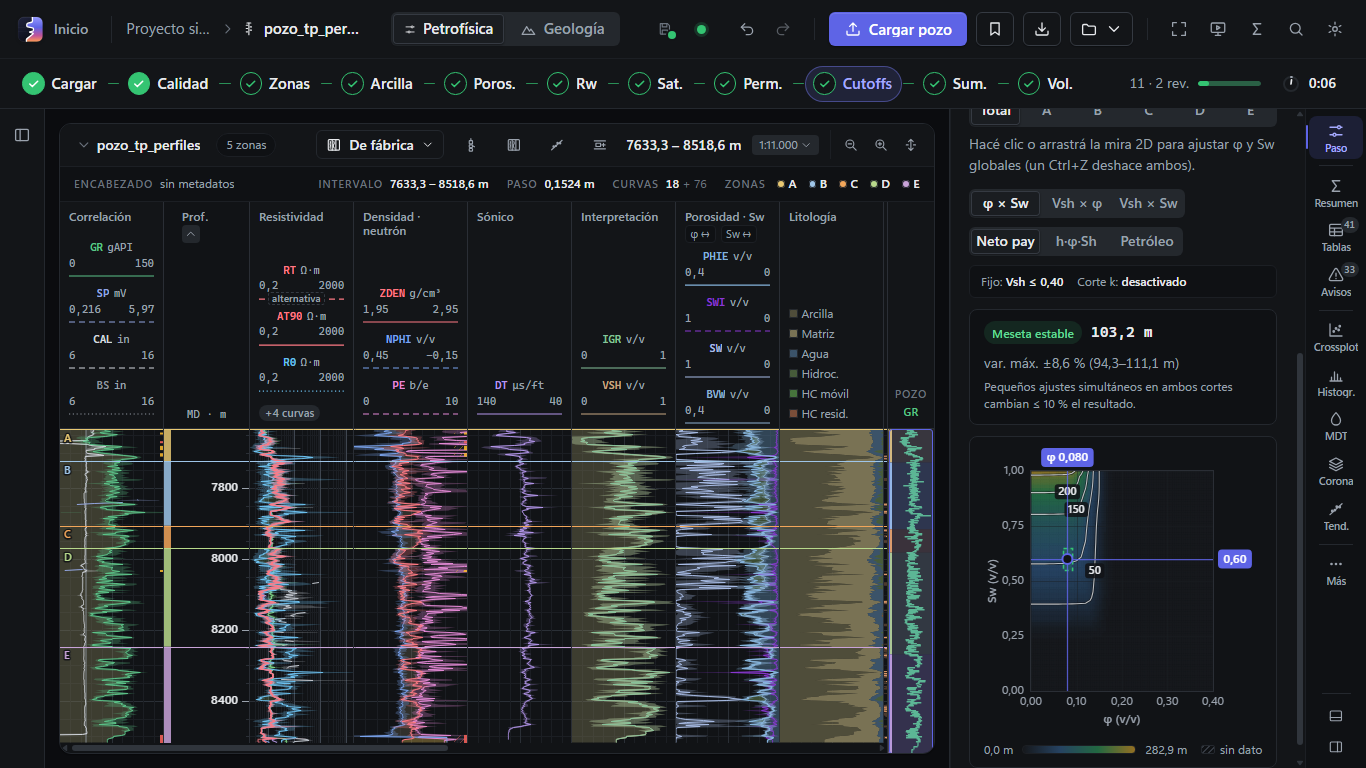 Inicio
Proyecto si...
pozo_tp_per...
Petrofísica
Geología
Cargar pozo
Cargar
Calidad
Zonas
Arcilla
Poros.
Rw
Sat.
Perm.
Cutoffs
Sum.
Vol.
11 · 2 rev.
0:06
pozo_tp_perfiles
5 zonas
De fábrica
7633,3 – 8518,6 m
1:11.000
ENCABEZADO sin metadatos
INTERVALO 7633,3 – 8518,6 m
PASO 0,1524 m
CURVAS 18 + 76
ZONAS A B C D E
Correlación
GR gAPI
0 150
SP mV
0,216 5,97
CAL in
6 16
BS in
6 16
Prof.
MD · m
Resistividad
RT Ω·m
0,2 2000
alternativa
AT90 Ω·m
0,2 2000
R0 Ω·m
0,2 2000
+4 curvas
Densidad ·
neutrón
ZDEN g/cm³
1,95 2,95
NPHI v/v
0,45 −0,15
PE b/e
0 10
Sónico
DT µs/ft
140 40
Interpretación
IGR v/v
0 1
VSH v/v
0 1
Porosidad · Sw
φ ↔ Sw ↔
PHIE v/v
0,4 0
SWI v/v
1 0
SW v/v
1 0
BVW v/v
0,4 0
Litología
Arcilla
Matriz
Agua
Hidroc.
HC móvil
HC resid.
POZO
GR
A
B
C
D
E
7800
8000
8200
8400
Total A B C D E
Hacé clic o arrastrá la mira 2D para ajustar φ y Sw
globales (un Ctrl+Z deshace ambos).
φ × Sw
Vsh × φ
Vsh × Sw
Neto pay
h·φ·Sh
Petróleo
Fijo: Vsh ≤ 0,40 Corte k: desactivado
Meseta estable 103,2 m
var. máx. ±8,6 % (94,3–111,1 m)
Pequeños ajustes simultáneos en ambos cortes
cambian ≤ 10 % el resultado.
φ 0,080
1,00
0,75
0,50
0,25
0,00
Sw (v/v)
200
150
50
0,60
0,00 0,10 0,20 0,30 0,40
φ (v/v)
0,0 m 282,9 m sin dato
Paso
Resumen
41
Tablas
33
Avisos
Crossplot
Histogr.
MDT
Corona
Tend.
Más